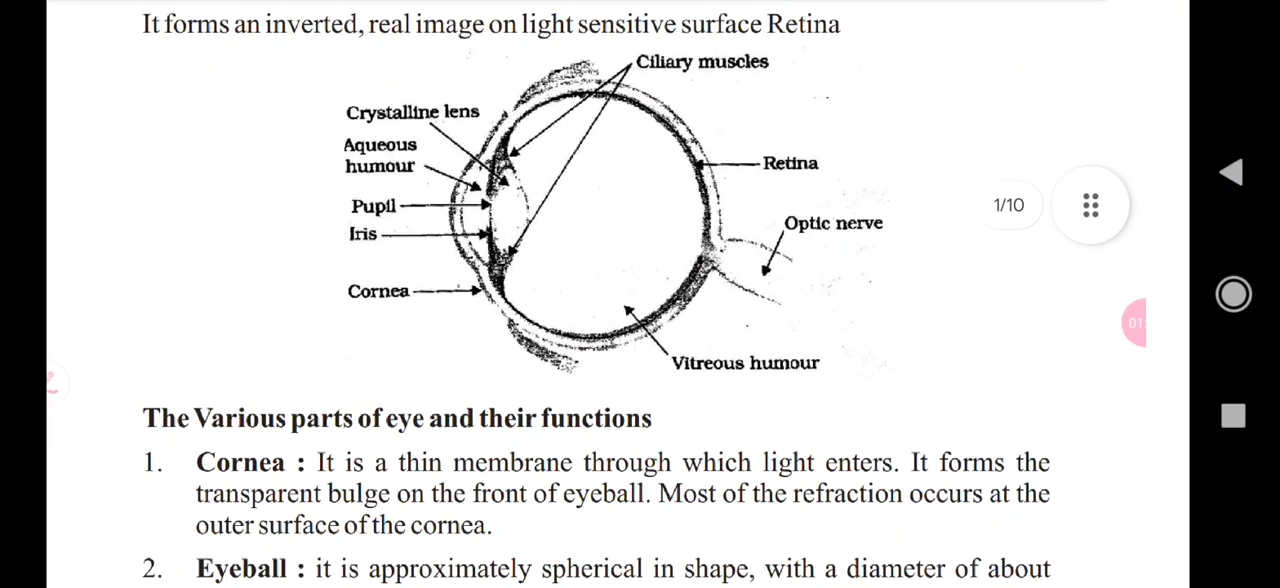 It forms an inverted, real image on light sensitive surface Retina
Ciliary muscles
Crystalline lens
Aqueous
humour
Retina
Pupil
1/10
Optic nerve
Iris
Cornea
01:
Vitreous humour
The Various parts of eye and their functions
1. Cornea : It is a thin membrane through which light enters. It forms the
transparent bulge on the front of eyeball. Most of the refraction occurs at the
outer surface of the cornea.
2. Eyeball : it is approximately spherical in shape, with a diameter of about